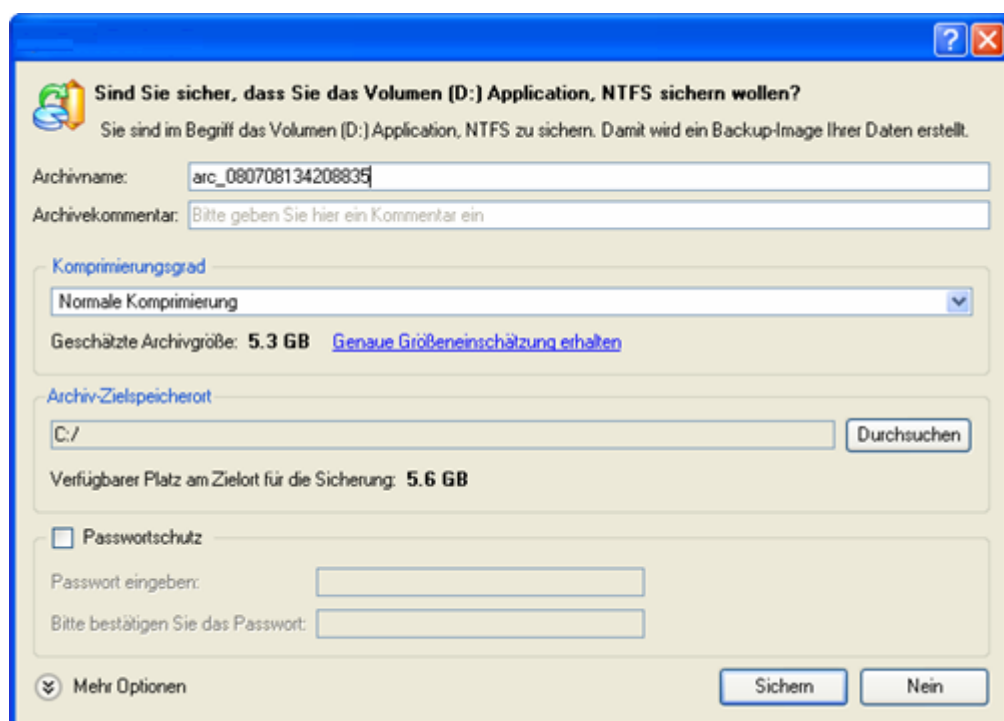 Sind Sie sicher, dass Sie das Volumen (D:) Application, NTFS sichern wollen?
Sie sind im Begriff das Volumen (D:) Application, NTFS zu sichern. Damit wird ein Backup-Image Ihrer Daten erstellt.
Archivname: arc_080708134208835
Archivekommentar: Bitte geben Sie hier ein Kommentar ein
Komprimierungsgrad
Normale Komprimierung
Geschätzte Archivgröße: 5.3 GB Genaue Größeneinschätzung erhalten
Archiv-Zielspeicherort
C:/ Durchsuchen
Verfügbarer Platz am Zielort für die Sicherung: 5.6 GB
Passwortschutz
Passwort eingeben:
Bitte bestätigen Sie das Passwort:
Mehr Optionen Sichern Nein